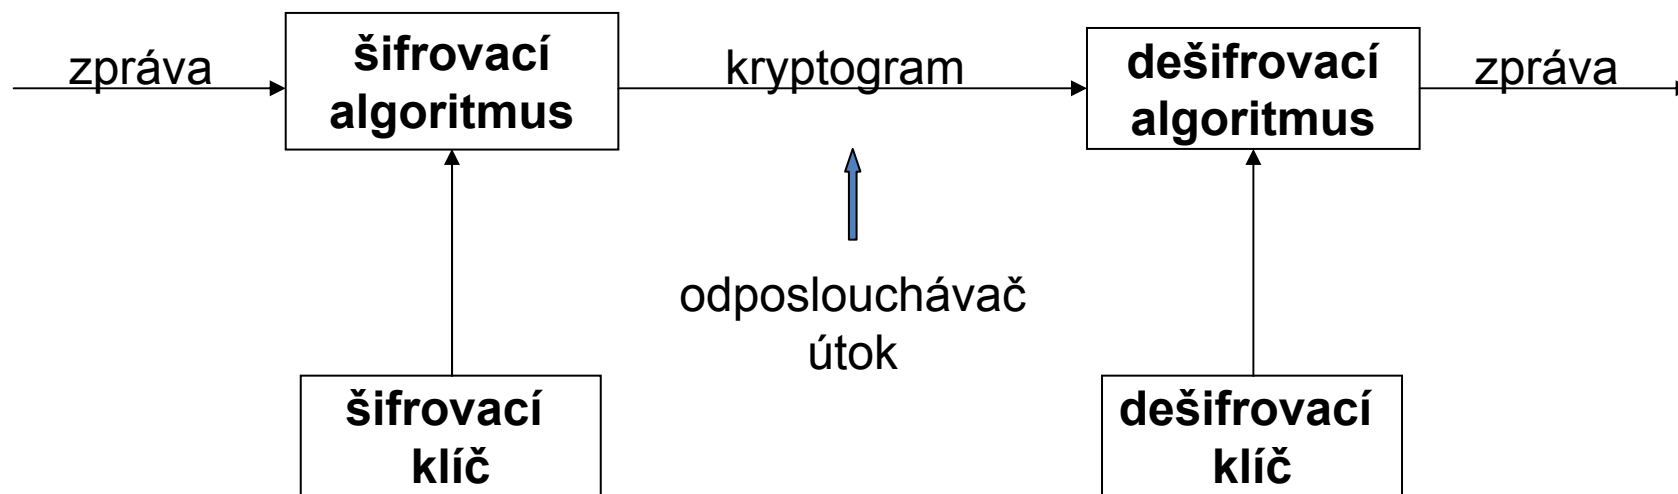 zpráva
šifrovací
algoritmus
kryptogram
dešifrovací
algoritmus
zpráva
odposlouchávač
útok
šifrovací
klíč
dešifrovací
klíč